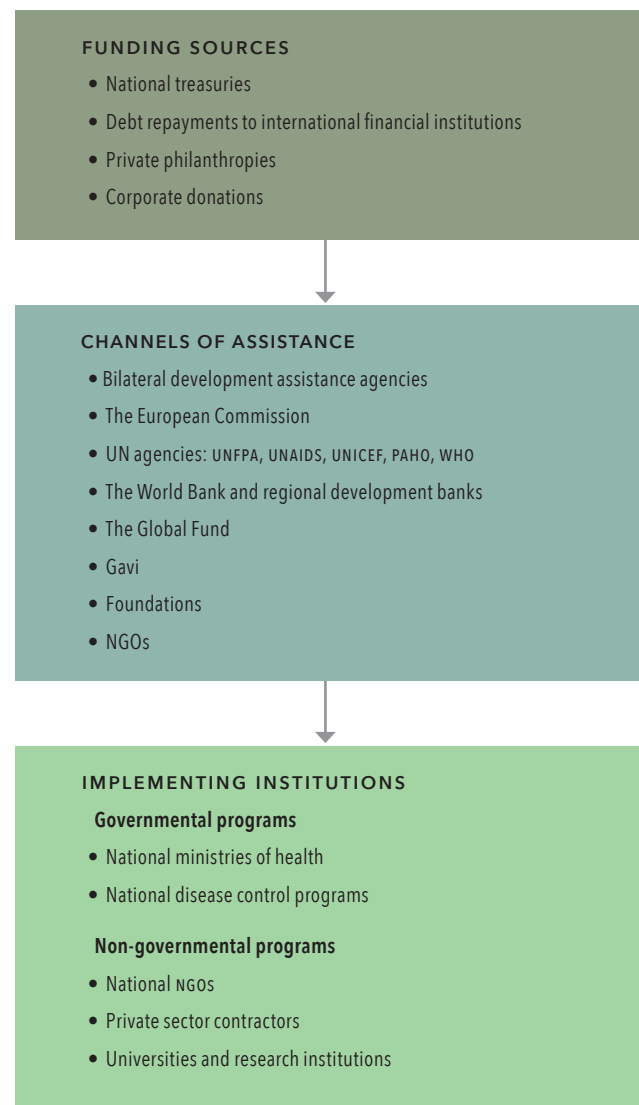 FUNDING SOURCES
• National treasuries
• Debt repayments to international financial institutions
• Private philanthropies
• Corporate donations
CHANNELS OF ASSISTANCE
• Bilateral development assistance agencies
• The European Commission
• UN agencies: UNFPA, UNAIDS, UNICEF, PAHO, WHO
• The World Bank and regional development banks
• The Global Fund
• Gavi
• Foundations
• NGOs
IMPLEMENTING INSTITUTIONS
Governmental programs
• National ministries of health
• National disease control programs
Non-governmental programs
• National NGOs
• Private sector contractors
• Universities and research institutions